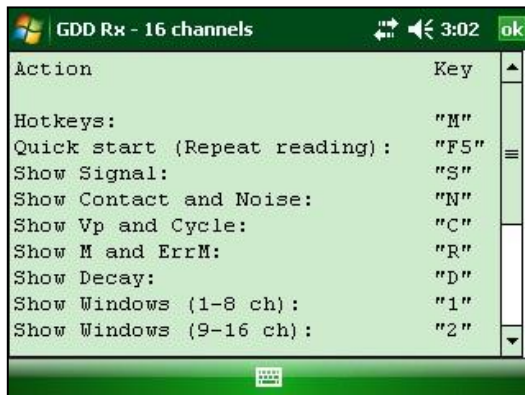 GDD Rx - 16 channels 3:02 ok
Action Key
Hotkeys: "M"
Quick start (Repeat reading): "F5"
Show Signal: "S"
Show Contact and Noise: "N"
Show Vp and Cycle: "C"
Show M and ErrM: "R"
Show Decay: "D"
Show Windows (1-8 ch): "1"
Show Windows (9-16 ch): "2"